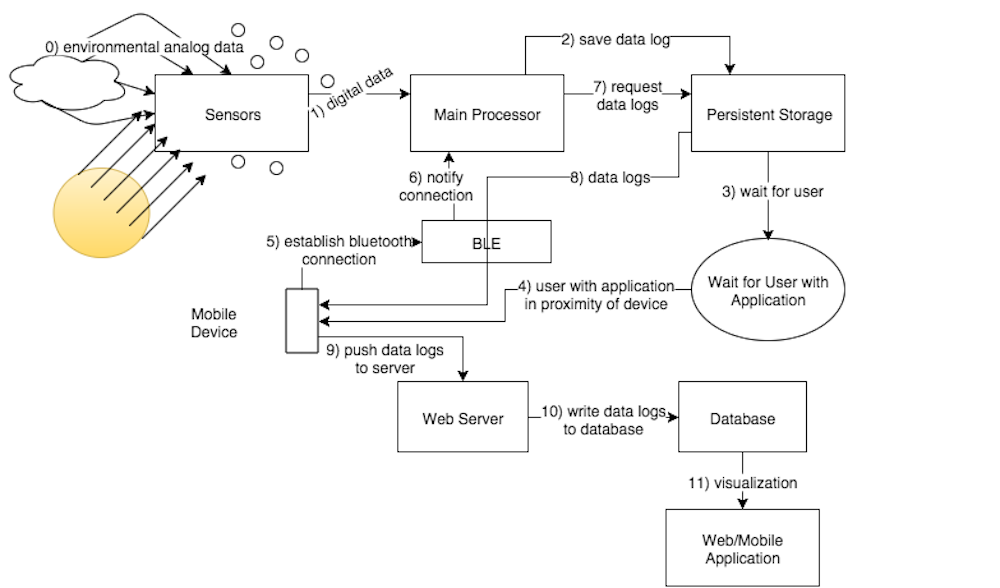 0) environmental analog data
Sensors
1) digital data
Main Processor
2) save data log
7) request
data logs
Persistent Storage
6) notify
connection
8) data logs
3) wait for user
5) establish bluetooth
connection
BLE
4) user with application
in proximity of device
Wait for User with
Application
Mobile
Device
9) push data logs
to server
Web Server
10) write data logs
to database
Database
11) visualization
Web/Mobile
Application